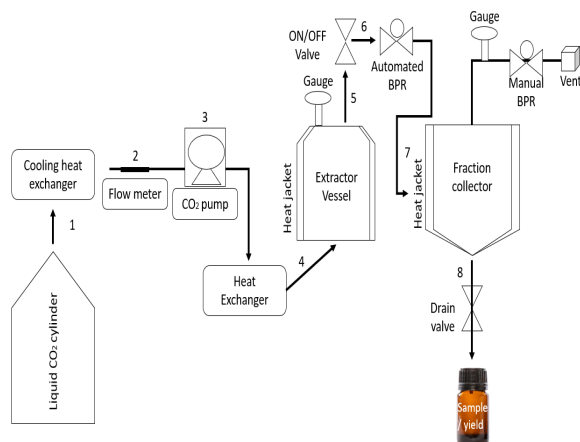 Liquid CO2 cylinder
1
Cooling heat
exchanger
2
Flow meter
3
CO2 pump
Heat
Exchanger
4
Heat jacket
Gauge
Extractor
Vessel
5
ON/OFF
Valve
6
Automated
BPR
7
Heat jacket
Fraction
collector
Gauge
Manual
BPR
Vent
8
Drain
valve
Sample
/ yield